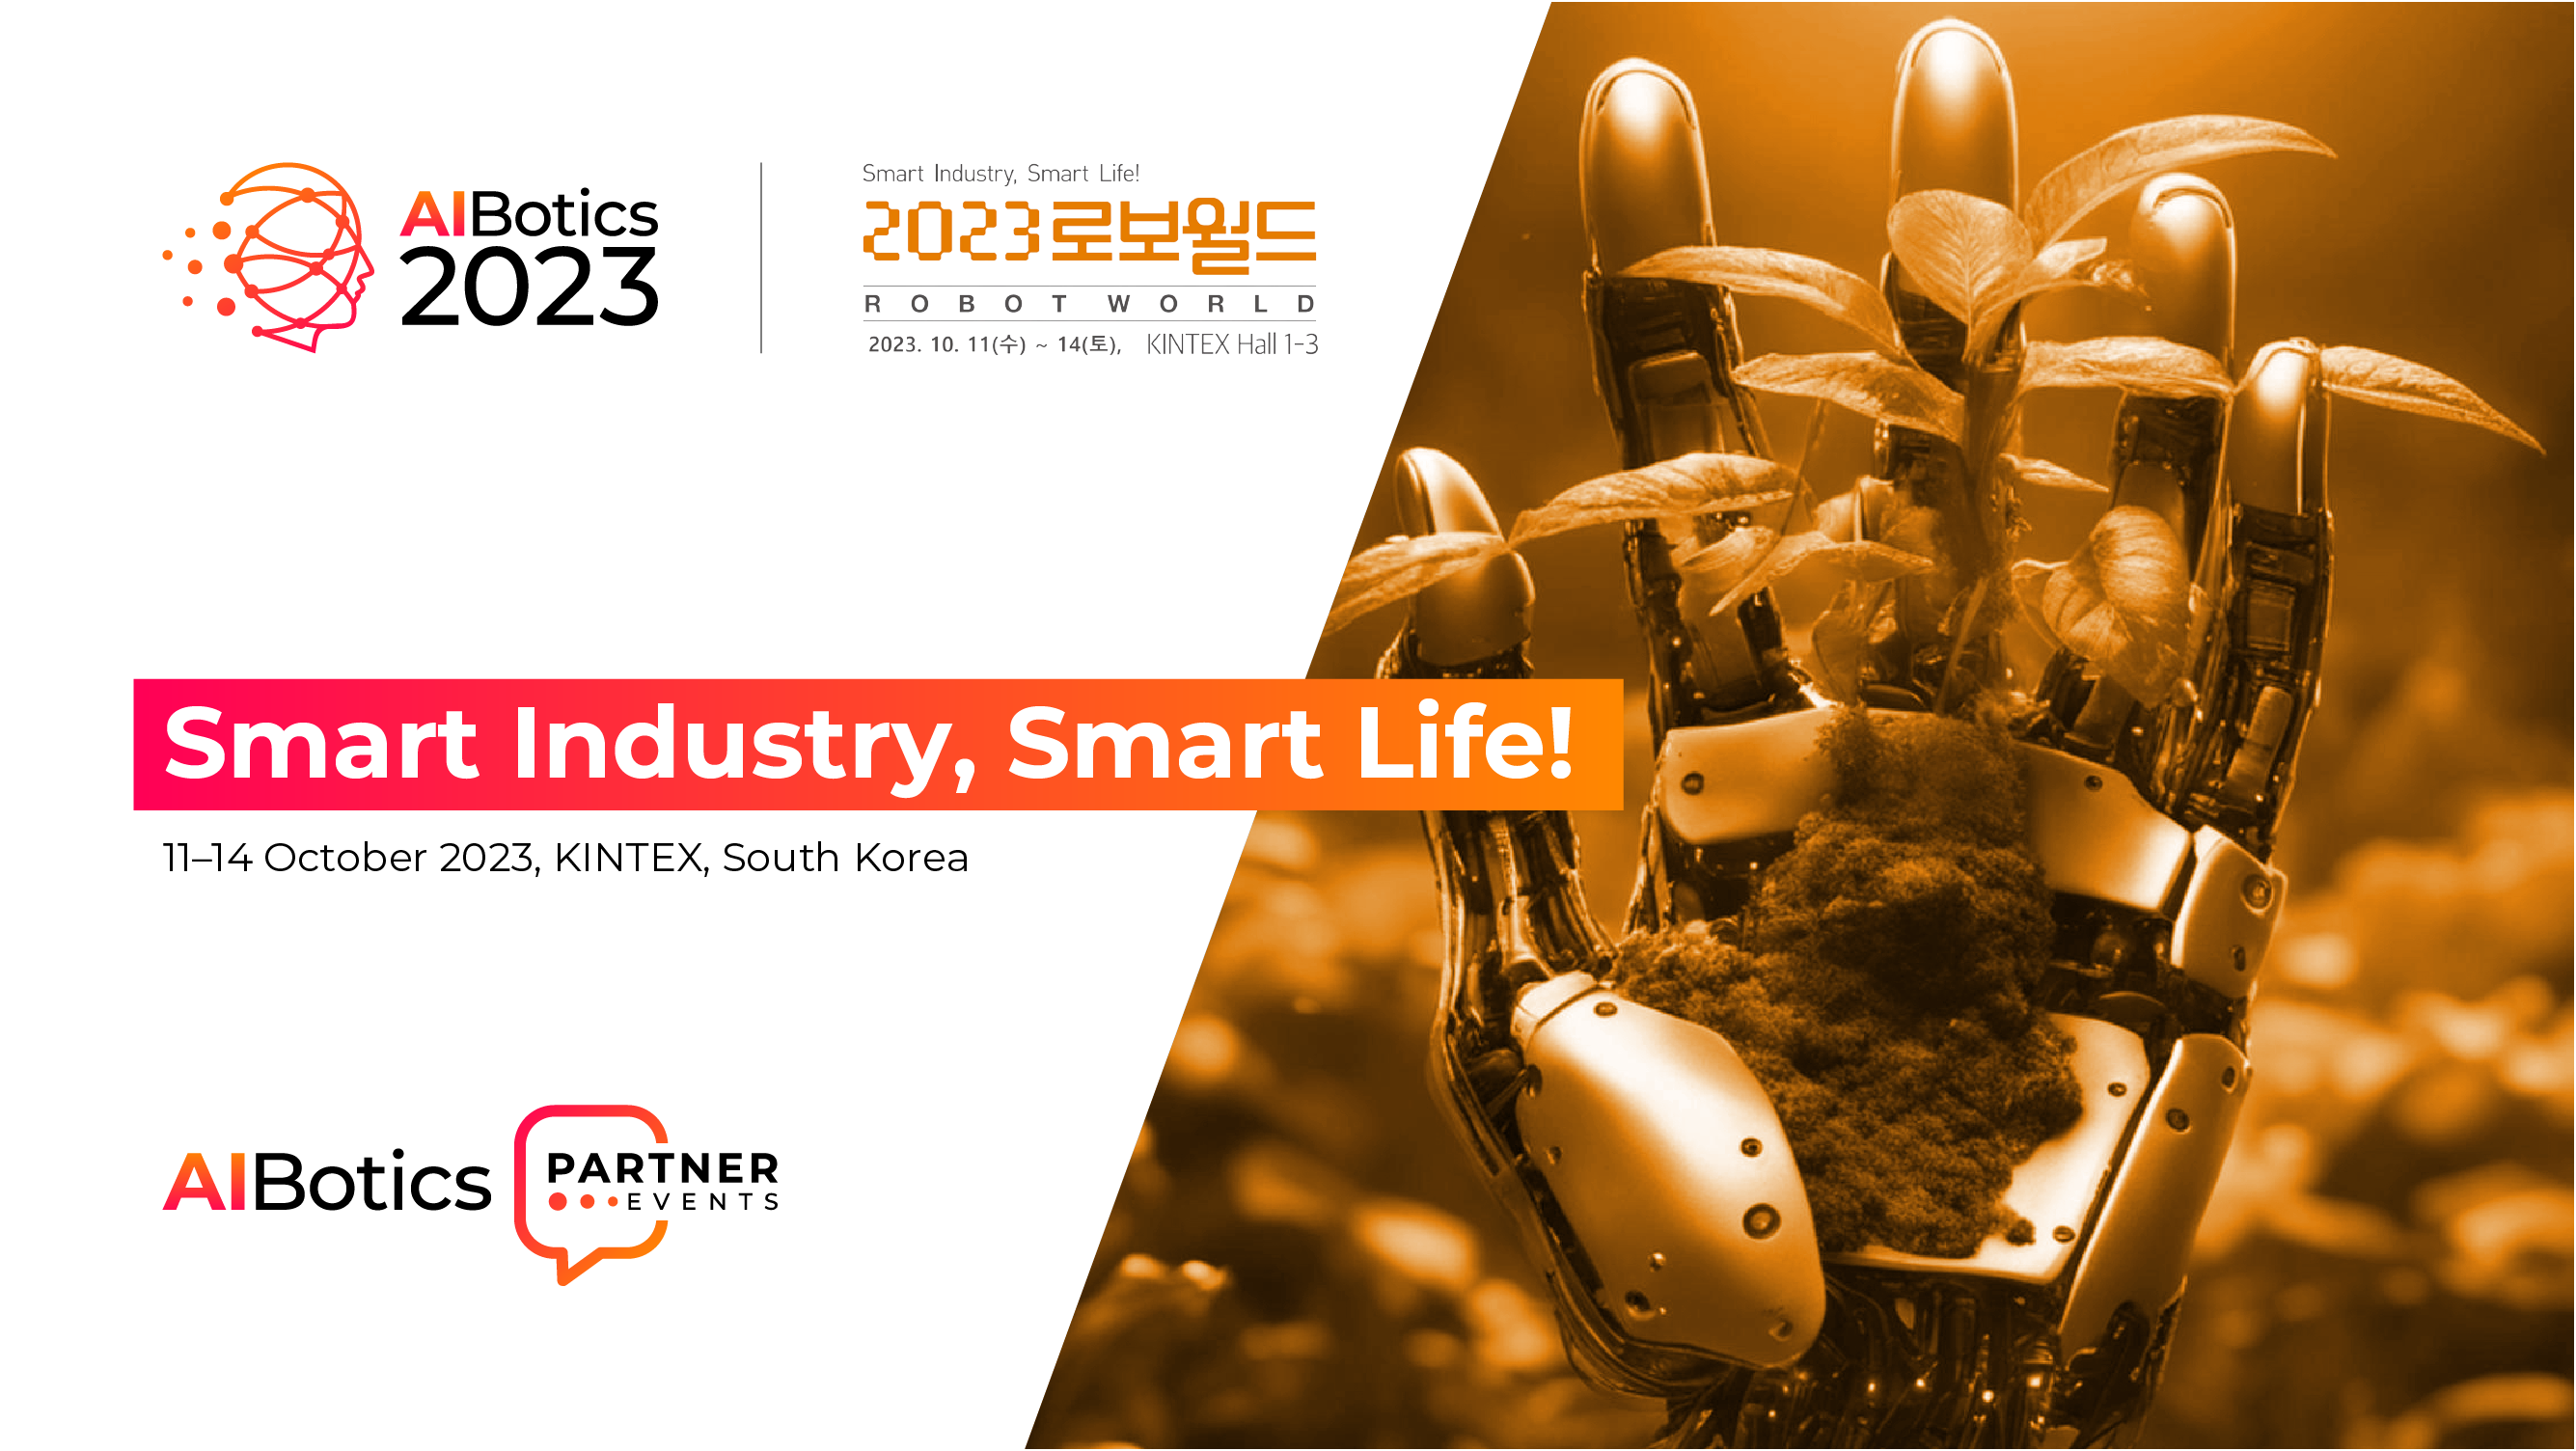 AIBotics
2023
Smart Industry, Smart Life!
2023로보월드
ROBOT WORLD
2023. 10. 11(수) ~ 14(토), KINTEX Hall 1-3
Smart Industry, Smart Life!
11–14 October 2023, KINTEX, South Korea
AIBotics
PARTNER
EVENTS